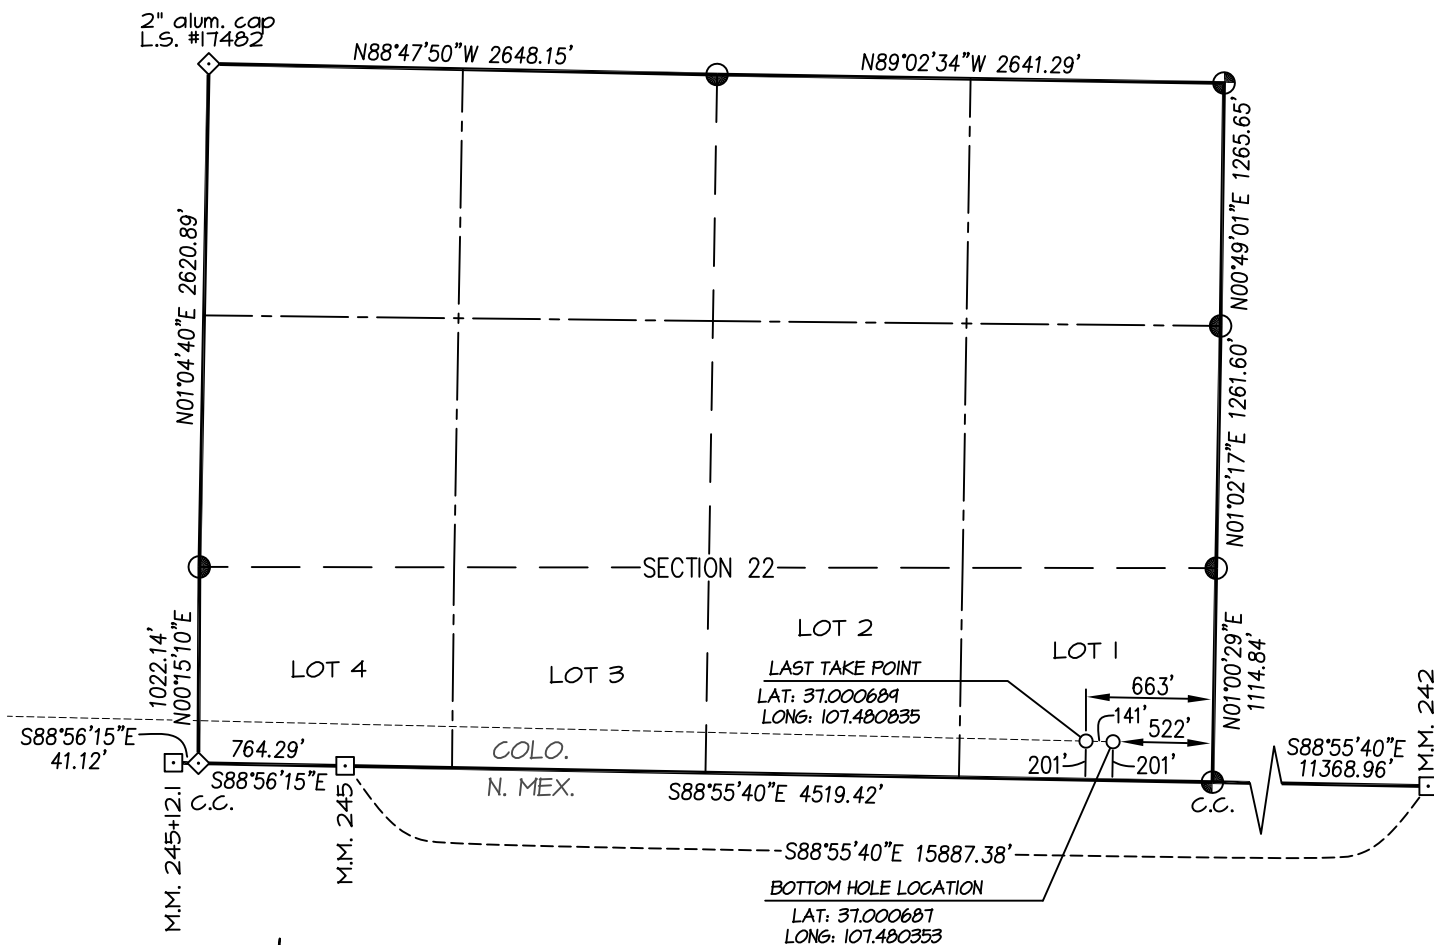 2" alum. cap
L.S. #17482
N88°47'50"W 2648.15'
N89°02'34"W 2641.29'
N00°49'01"E 1265.65'
N01°04'40"E 2620.89'
N01°02'17"E 1261.60'
SECTION 22
LOT 2
LOT 1
LOT 4
LOT 3
1022.14'
N00°15'10"E
N01°00'29"E
1114.84'
LAST TAKE POINT
LAT: 37.000689
LONG: 107.480835
663'
141'
522'
201'
201'
M.M. 242
S88°56'15"E
41.12'
764.29'
S88°56'15"E
COLO.
N. MEX.
S88°55'40"E 4519.42'
S88°55'40"E
11368.96'
C.C.
C.C.
M.M. 245+12.1
M.M. 245
S88°55'40"E 15887.38'
BOTTOM HOLE LOCATION
LAT: 37.000687
LONG: 107.480353